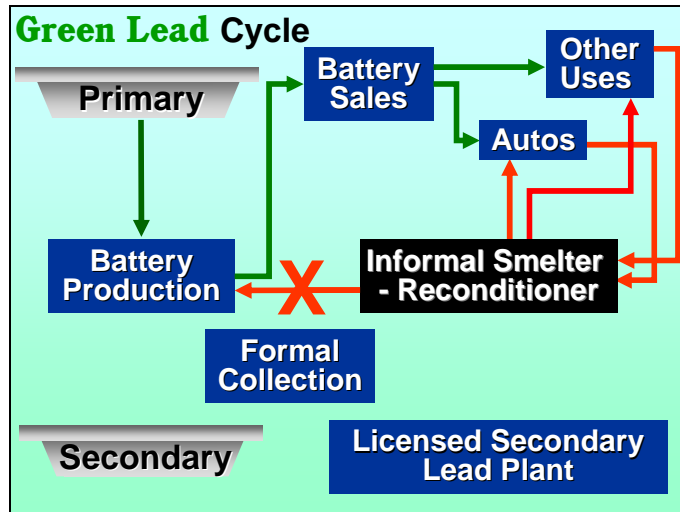 Green Lead Cycle
Primary
Battery
Sales
Other
Uses
Autos
Battery
Production
X
Informal Smelter
- Reconditioner
Formal
Collection
Secondary
Licensed Secondary
Lead Plant